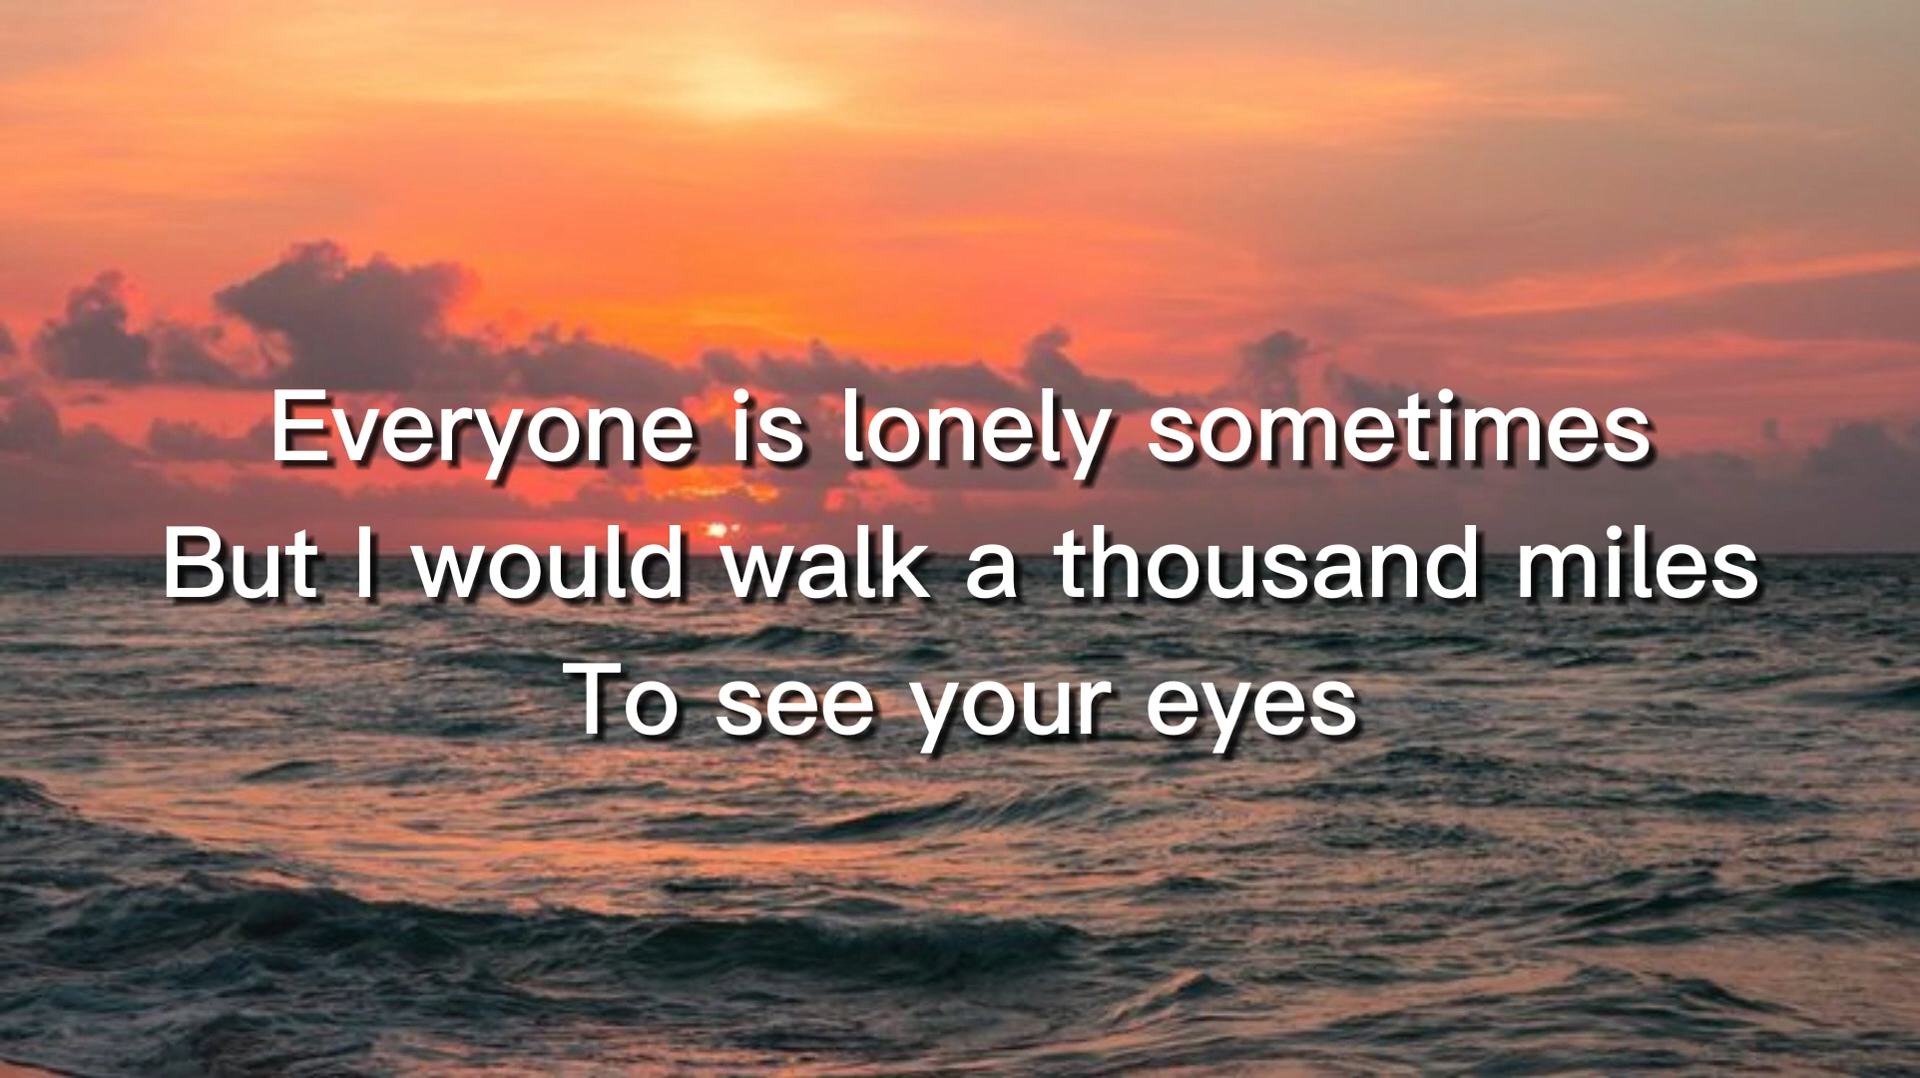 Everyone is lonely sometimes
But I would walk a thousand miles
To see your eyes